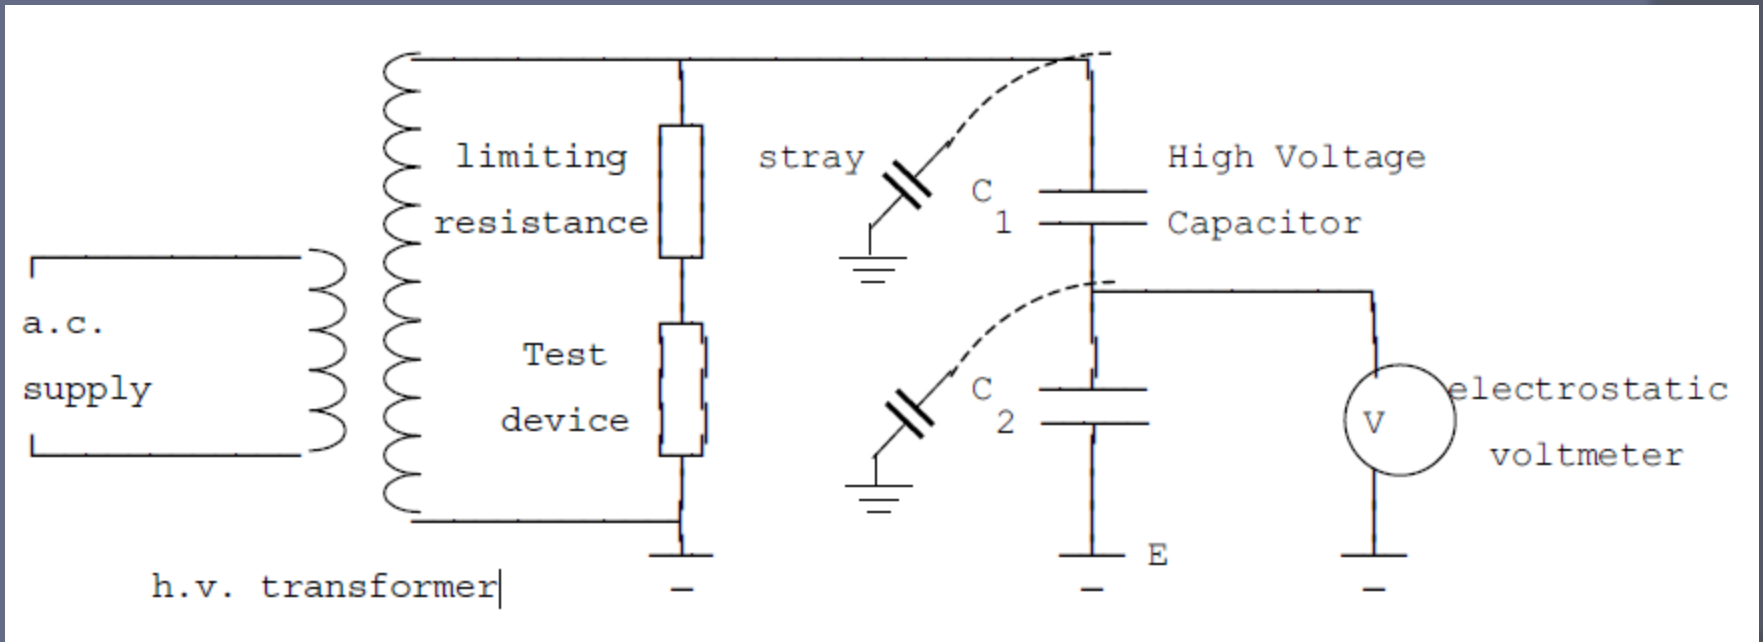 limiting
resistance
stray
C
1
High Voltage
Capacitor
a.c.
supply
Test
device
C
2
V
electrostatic
voltmeter
E
h.v. transformer